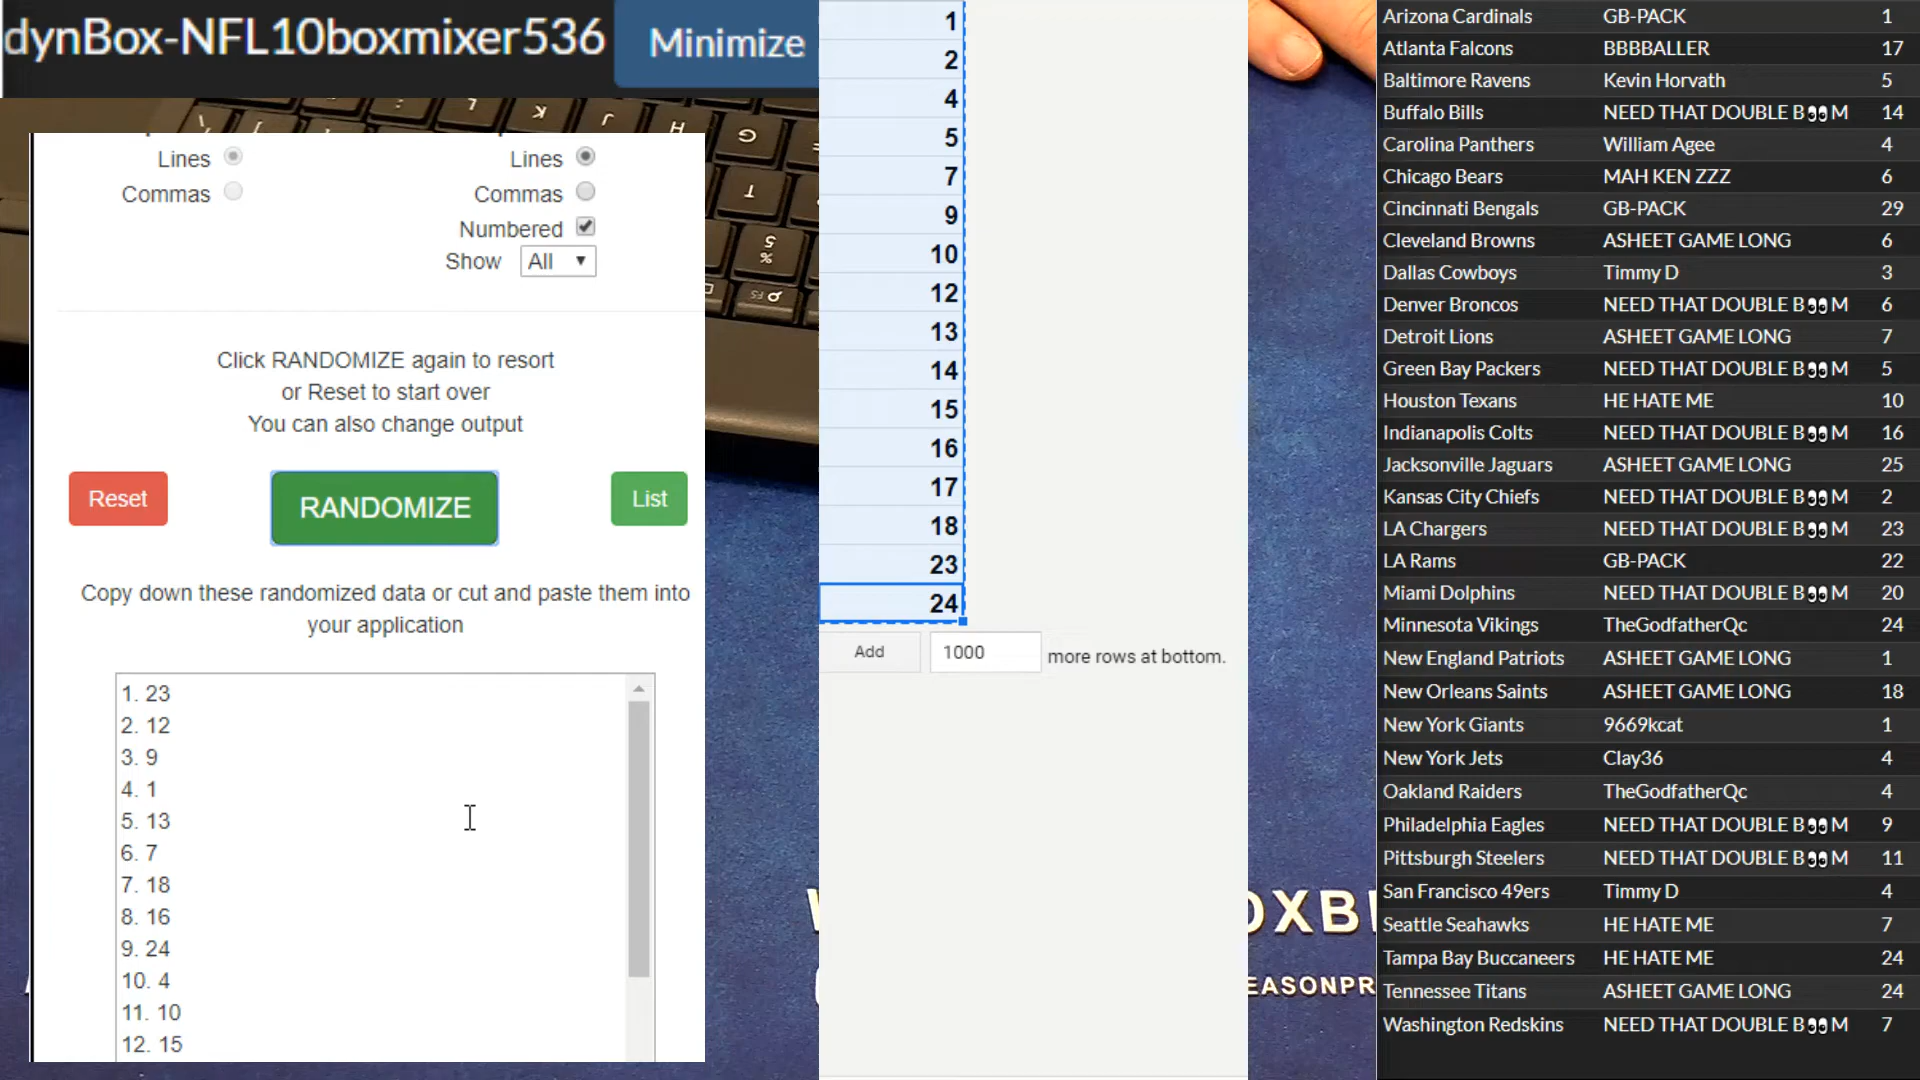 dynBox-NFL10boxmixer536
Minimize
Lines
Lines
Commas
Commas
Numbered
Show
All
Click RANDOMIZE again to resort
or Reset to start over
You can also change output
Reset
RANDOMIZE
List
Copy down these randomized data or cut and paste them into
your application
1. 23
2. 12
3. 9
4. 1
5. 13
6. 7
7. 18
8. 16
9. 24
10. 4
11. 10
12. 15
1
2
4
5
7
9
10
12
13
14
15
16
17
18
23
24
Add
1000
more rows at bottom.
Arizona Cardinals GB-PACK 1
Atlanta Falcons BBBBALLER 17
Baltimore Ravens Kevin Horvath 5
Buffalo Bills NEED THAT DOUBLE B👀M 14
Carolina Panthers William Agee 4
Chicago Bears MAH KEN ZZZ 6
Cincinnati Bengals GB-PACK 29
Cleveland Browns ASHEET GAME LONG 6
Dallas Cowboys Timmy D 3
Denver Broncos NEED THAT DOUBLE B👀M 6
Detroit Lions ASHEET GAME LONG 7
Green Bay Packers NEED THAT DOUBLE B👀M 5
Houston Texans HE HATE ME 10
Indianapolis Colts NEED THAT DOUBLE B👀M 16
Jacksonville Jaguars ASHEET GAME LONG 25
Kansas City Chiefs NEED THAT DOUBLE B👀M 2
LA Chargers NEED THAT DOUBLE B👀M 23
LA Rams GB-PACK 22
Miami Dolphins NEED THAT DOUBLE B👀M 20
Minnesota Vikings TheGodfatherQc 24
New England Patriots ASHEET GAME LONG 1
New Orleans Saints ASHEET GAME LONG 18
New York Giants 9669kcat 1
New York Jets Clay36 4
Oakland Raiders TheGodfatherQc 4
Philadelphia Eagles NEED THAT DOUBLE B👀M 9
Pittsburgh Steelers NEED THAT DOUBLE B👀M 11
San Francisco 49ers Timmy D 4
Seattle Seahawks HE HATE ME 7
Tampa Bay Buccaneers HE HATE ME 24
Tennessee Titans ASHEET GAME LONG 24
Washington Redskins NEED THAT DOUBLE B👀M 7